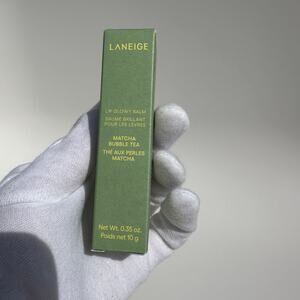 LANEIGE
LIP GLOWY BALM
BAUME BRILLANT
POUR LES LÈVRES
MATCHA
BUBBLE TEA
THÉ AUX PERLES
MATCHA
Net Wt. 0.35 oz.
Poids net 10 g